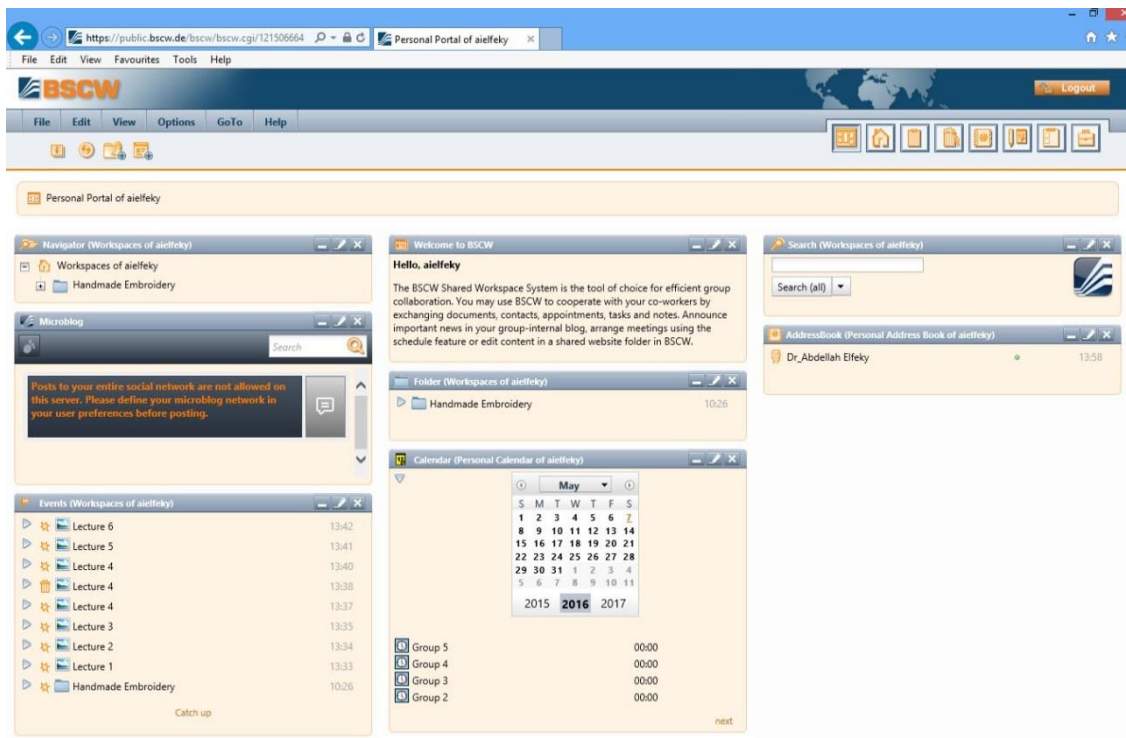 https://public.bscw.de/bscw/bscw.cgi/121506664
Personal Portal of aielfeky
File Edit View Favourites Tools Help
BSCW
Logout
File Edit View Options GoTo Help
Personal Portal of aielfeky
Navigator (Workspaces of aielfeky)
Workspaces of aielfeky
Handmade Embroidery
Microblog
Search
Posts to your entire social network are not allowed on
this server. Please define your microblog network in
your user preferences before posting.
Events (Workspaces of aielfeky)
Lecture 6 13:42
Lecture 5 13:41
Lecture 4 13:40
Lecture 4 13:38
Lecture 4 13:37
Lecture 3 13:35
Lecture 2 13:34
Lecture 1 13:33
Handmade Embroidery 10:26
Catch up
Welcome to BSCW
Hello, aielfeky
The BSCW Shared Workspace System is the tool of choice for efficient group
collaboration. You may use BSCW to cooperate with your co-workers by
exchanging documents, contacts, appointments, tasks and notes. Announce
important news in your group-internal blog, arrange meetings using the
schedule feature or edit content in a shared website folder in BSCW.
Folder (Workspaces of aielfeky)
Handmade Embroidery 10:26
Calendar (Personal Calendar of aielfeky)
May
S M T W T F S
1 2 3 4 5 6 7
8 9 10 11 12 13 14
15 16 17 18 19 20 21
22 23 24 25 26 27 28
29 30 31 1 2 3 4
5 6 7 8 9 10 11
2015 2016 2017
Group 5 00:00
Group 4 00:00
Group 3 00:00
Group 2 00:00
next
Search (Workspaces of aielfeky)
Search (all)
AddressBook (Personal Address Book of aielfeky)
Dr_Abdellah Elfeky 13:58